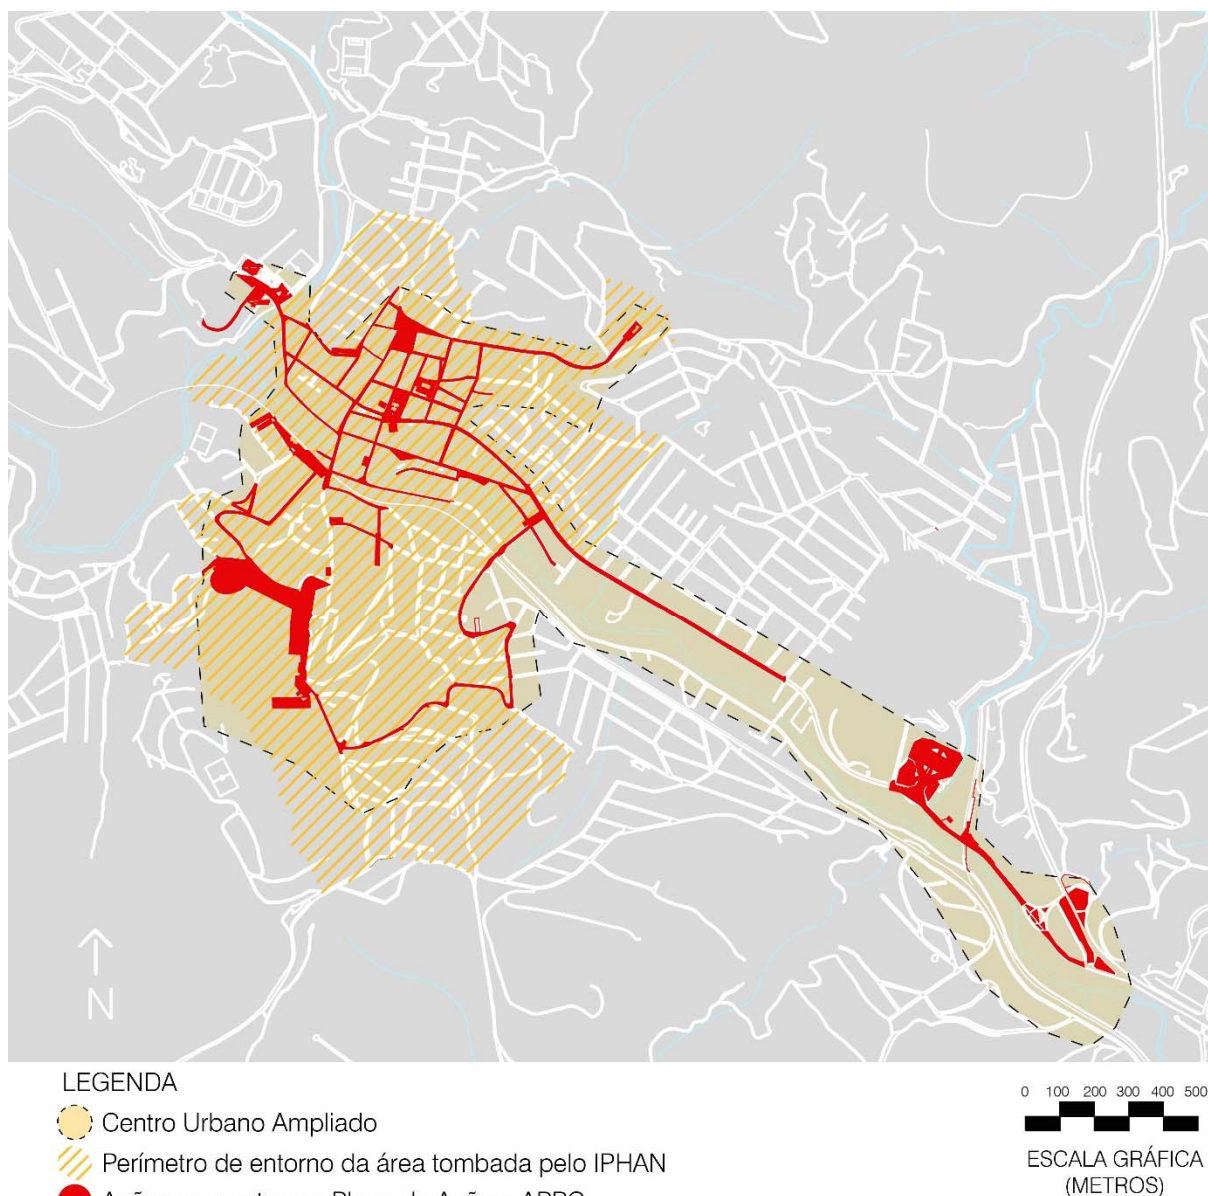 N
LEGENDA
Centro Urbano Ampliado
Perímetro de entorno da área tombada pelo IPHAN
0 100 200 300 400 500
ESCALA GRÁFICA
(METROS)